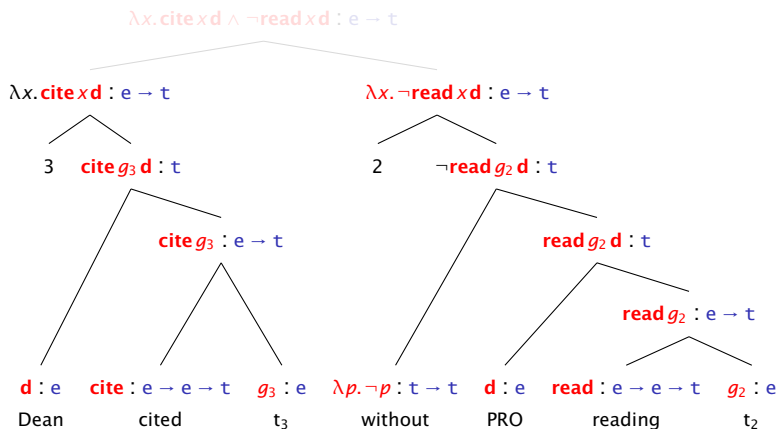 λx. cite x d ∧ ¬read x d : e → t
λx. cite x d : e → t λx. ¬read x d : e → t
3 cite g₃ d : t 2 ¬read g₂ d : t
cite g₃ : e → t read g₂ d : t
read g₂ : e → t
d : e cite : e → e → t g₃ : e λp. ¬p : t → t d : e read : e → e → t g₂ : e
Dean cited t₃ without PRO reading t₂